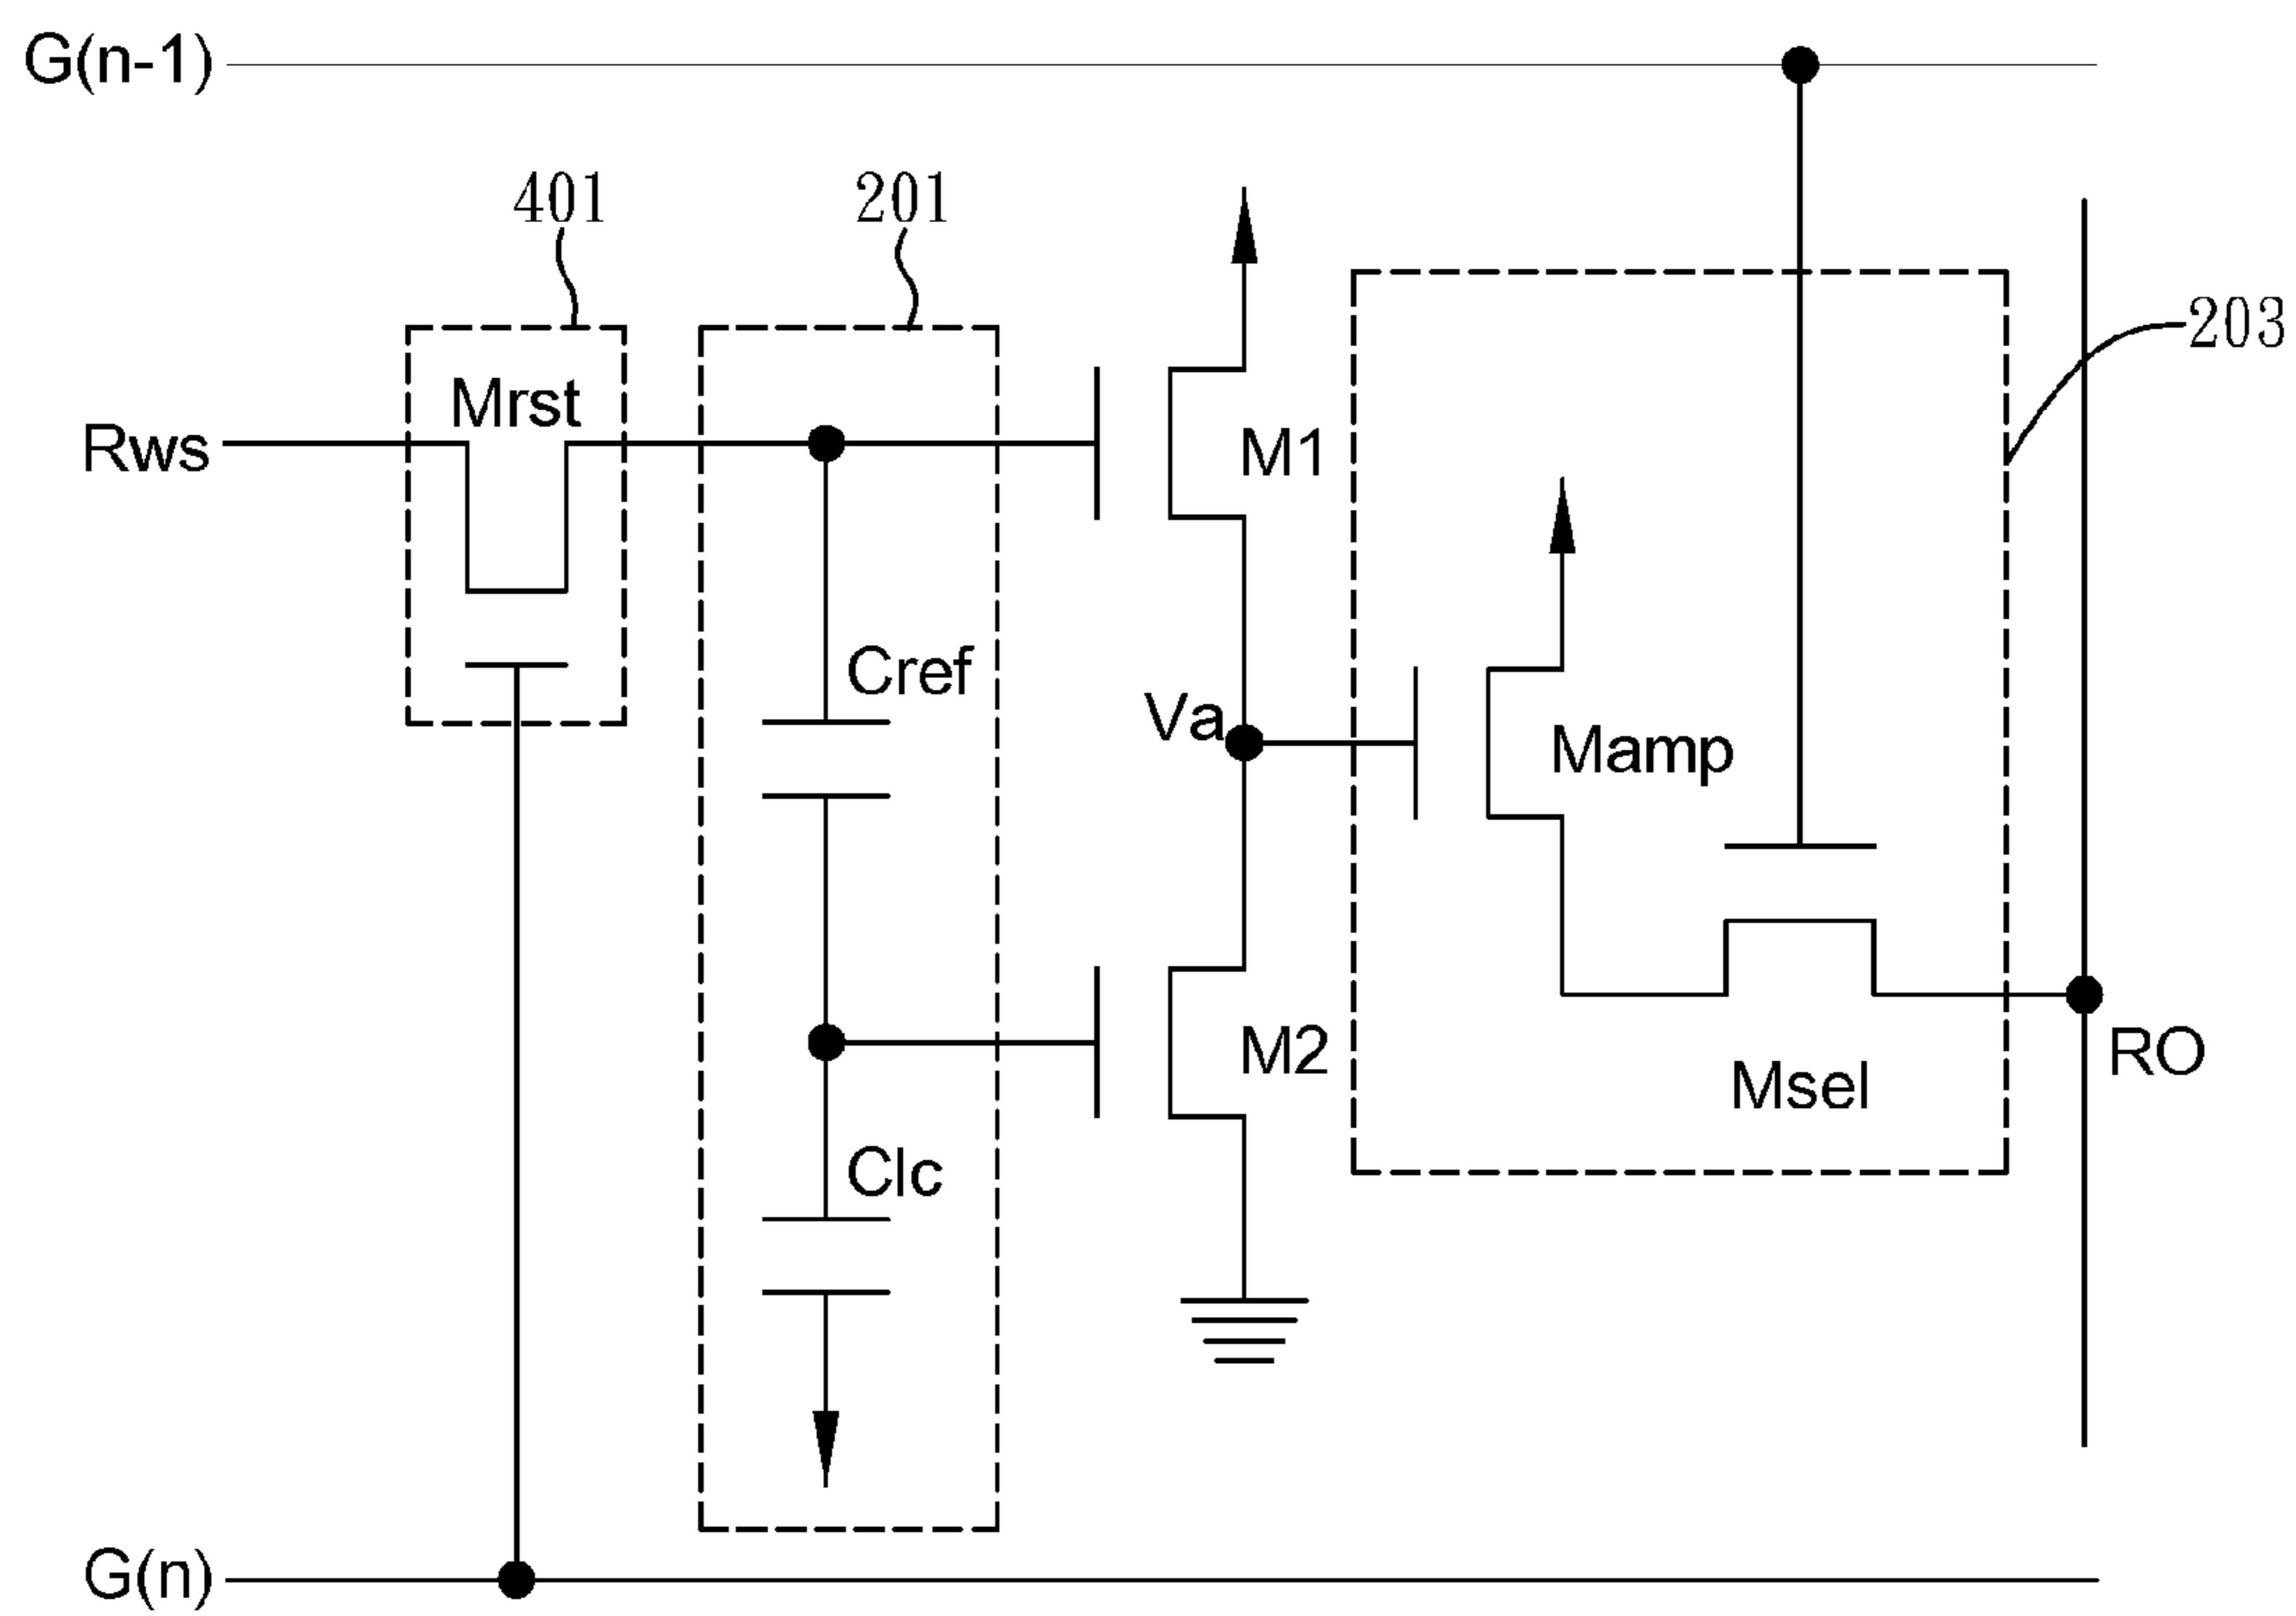 G(n-1)
401
201
203
Mrst
Rws
M1
Cref
Va
Mamp
M2
RO
Msel
Clc
G(n)